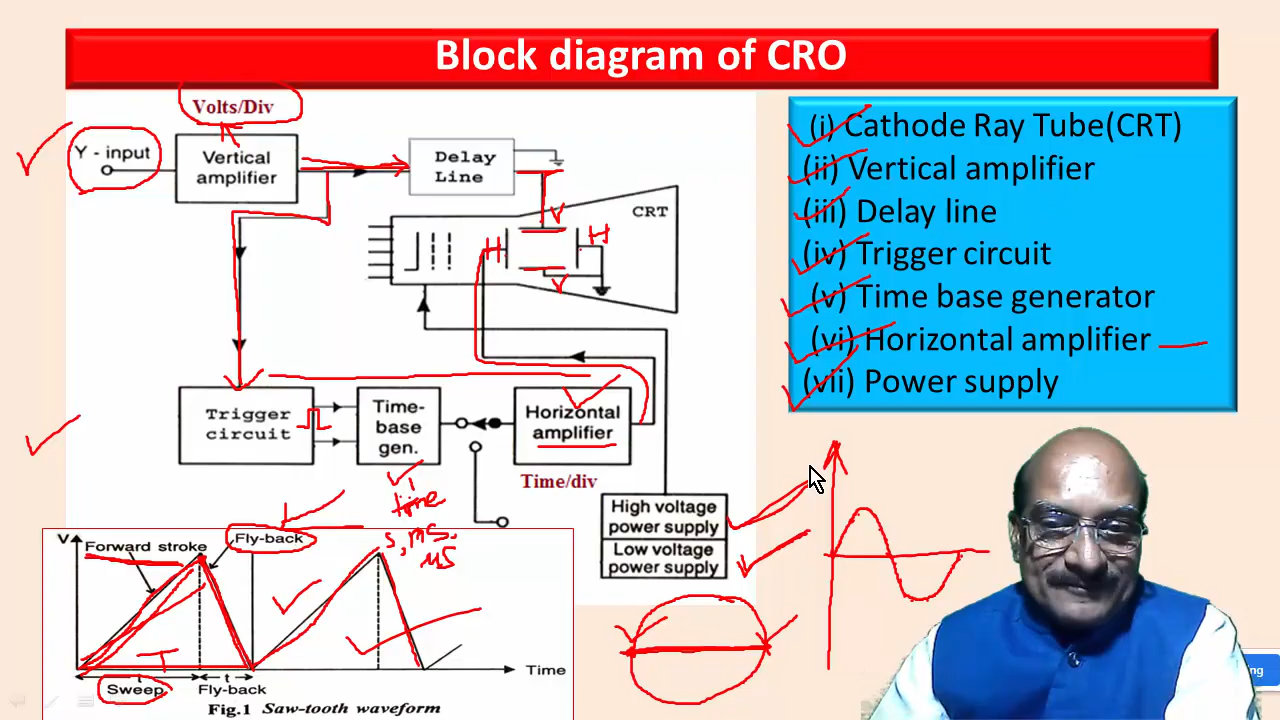 Block diagram of CRO
Volts/Div
Y - input
Vertical
amplifier
Delay
Line
CRT
V
H
H
V
Trigger
circuit
Time-
base
gen.
Horizontal
amplifier
Time/div
High voltage
power supply
Low voltage
power supply
(i) Cathode Ray Tube(CRT)
(ii) Vertical amplifier
(iii) Delay line
(iv) Trigger circuit
(v) Time base generator
(vi) Horizontal amplifier
(vii) Power supply
time
s, ms.
μs
V
Forward stroke
Fly-back
T
t
t
Sweep
Fly-back
Time
Fig.1 Saw-tooth waveform
ng